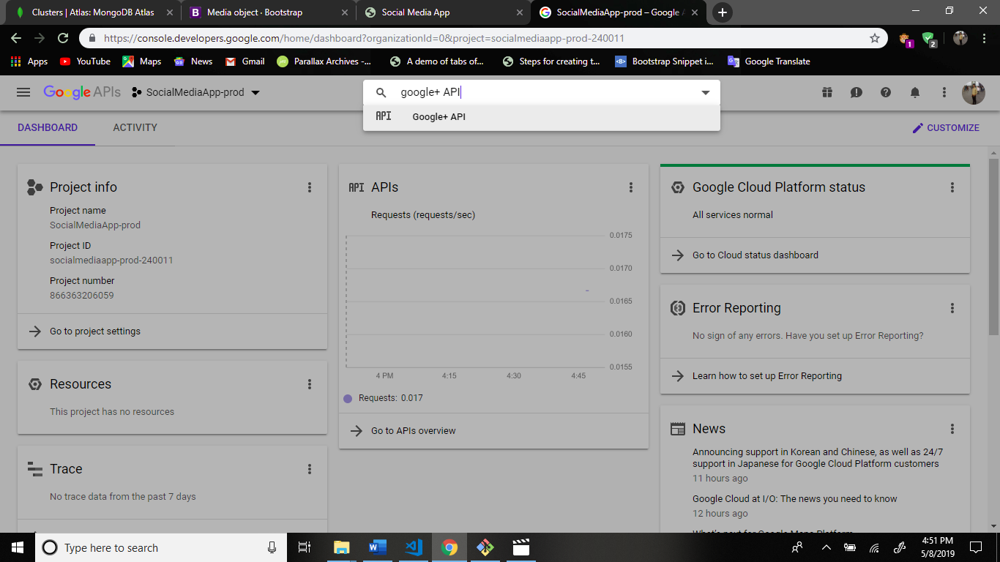 Clusters | Atlas: MongoDB Atlas
Media object · Bootstrap
Social Media App
SocialMediaApp-prod – Google A
https://console.developers.google.com/home/dashboard?organizationId=0&project=socialmediaapp-prod-240011
1
2
Apps
YouTube
Maps
News
Gmail
Parallax Archives -...
A demo of tabs of...
Steps for creating t...
Bootstrap Snippet i...
Google Translate
Google APIs
SocialMediaApp-prod
google+ API
API Google+ API
DASHBOARD
ACTIVITY
CUSTOMIZE
Project info
Project name
SocialMediaApp-prod
Project ID
socialmediaapp-prod-240011
Project number
866363206059
Go to project settings
Resources
This project has no resources
Trace
No trace data from the past 7 days
API APIs
Requests (requests/sec)
0.0175
0.0170
0.0165
0.0160
0.0155
4 PM
4:15
4:30
4:45
Requests: 0.017
Go to APIs overview
Google Cloud Platform status
All services normal
Go to Cloud status dashboard
Error Reporting
No sign of any errors. Have you set up Error Reporting?
Learn how to set up Error Reporting
News
Announcing support in Korean and Chinese, as well as 24/7
support in Japanese for Google Cloud Platform customers
11 hours ago
Google Cloud at I/O: The news you need to know
12 hours ago
What's next for Google Maps Platform
Type here to search
4:51 PM
5/8/2019